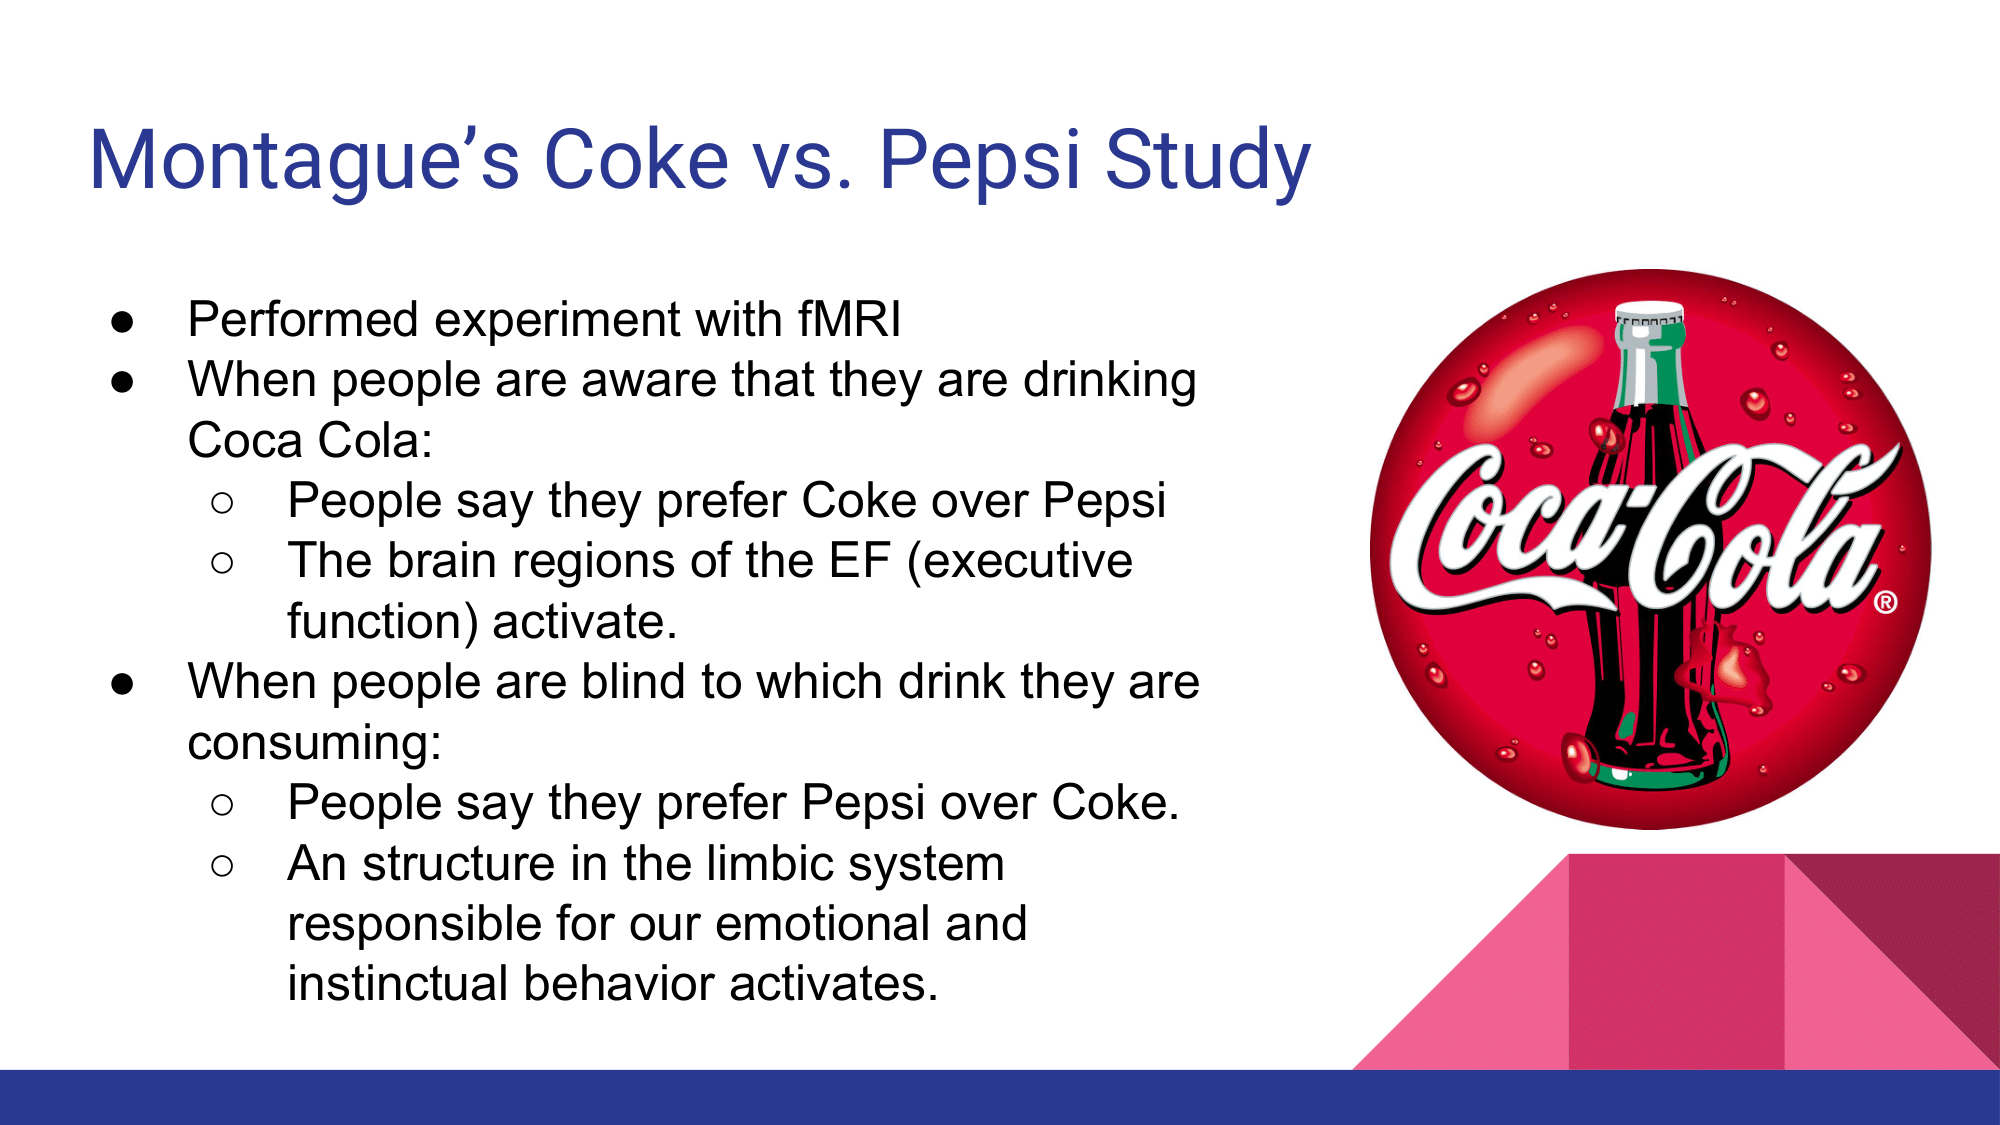 Montague’s Coke vs. Pepsi Study
● Performed experiment with fMRI
● When people are aware that they are drinking
Coca Cola:
○ People say they prefer Coke over Pepsi
○ The brain regions of the EF (executive
function) activate.
● When people are blind to which drink they are
consuming:
○ People say they prefer Pepsi over Coke.
○ An structure in the limbic system
responsible for our emotional and
instinctual behavior activates.
Coca-Cola®